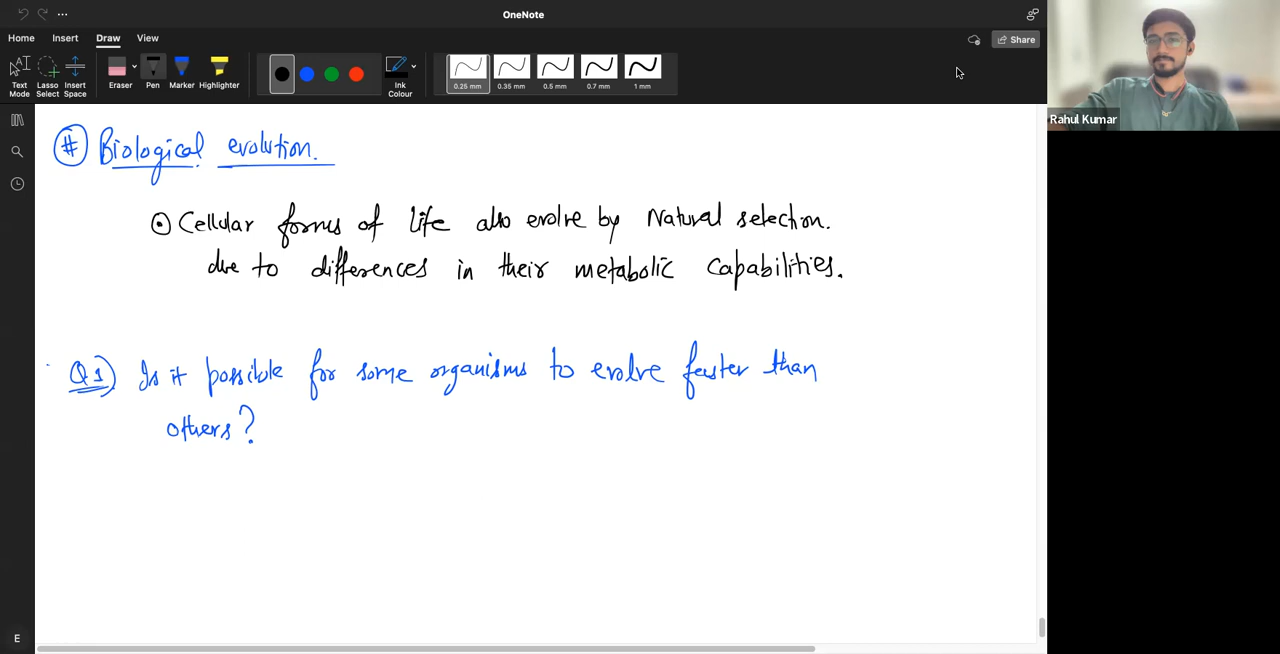 OneNote
Home Insert Draw View
Share
Text Mode
Lasso Select
Insert Space
Eraser
Pen
Marker
Highlighter
Ink Colour
0.25 mm
0.35 mm
0.5 mm
0.7 mm
1 mm
Rahul Kumar
# Biological evolution.
Cellular forms of life also evolve by Natural selection.
due to differences in their metabolic capabilities.
Q1) Is it possible for some organisms to evolve faster than
others?
E